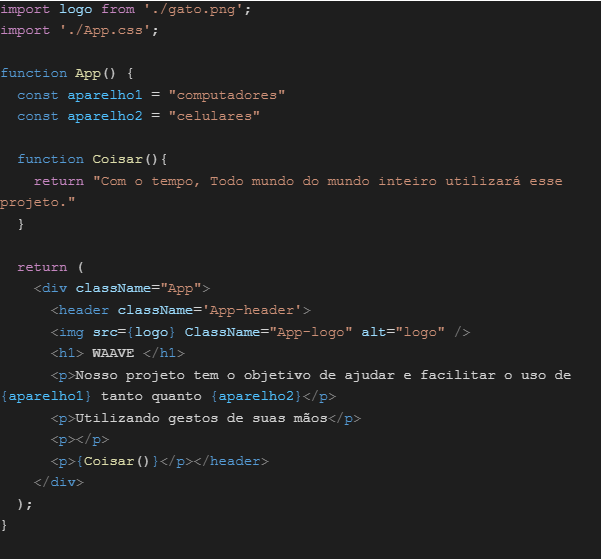 import logo from './gato.png';
import './App.css';

function App() {
  const aparelho1 = "computadores"
  const aparelho2 = "celulares"

  function Coisar(){
    return "Com o tempo, Todo mundo do mundo inteiro utilizará esse
projeto."
  }

  return (
    <div className="App">
      <header className='App-header'>
      <img src={logo} ClassName="App-logo" alt="logo" />
      <h1> WAAVE </h1>
      <p>Nosso projeto tem o objetivo de ajudar e facilitar o uso de
{aparelho1} tanto quanto {aparelho2}</p>
      <p>Utilizando gestos de suas mãos</p>
      <p></p>
      <p>{Coisar()}</p></header>
    </div>
  );
}